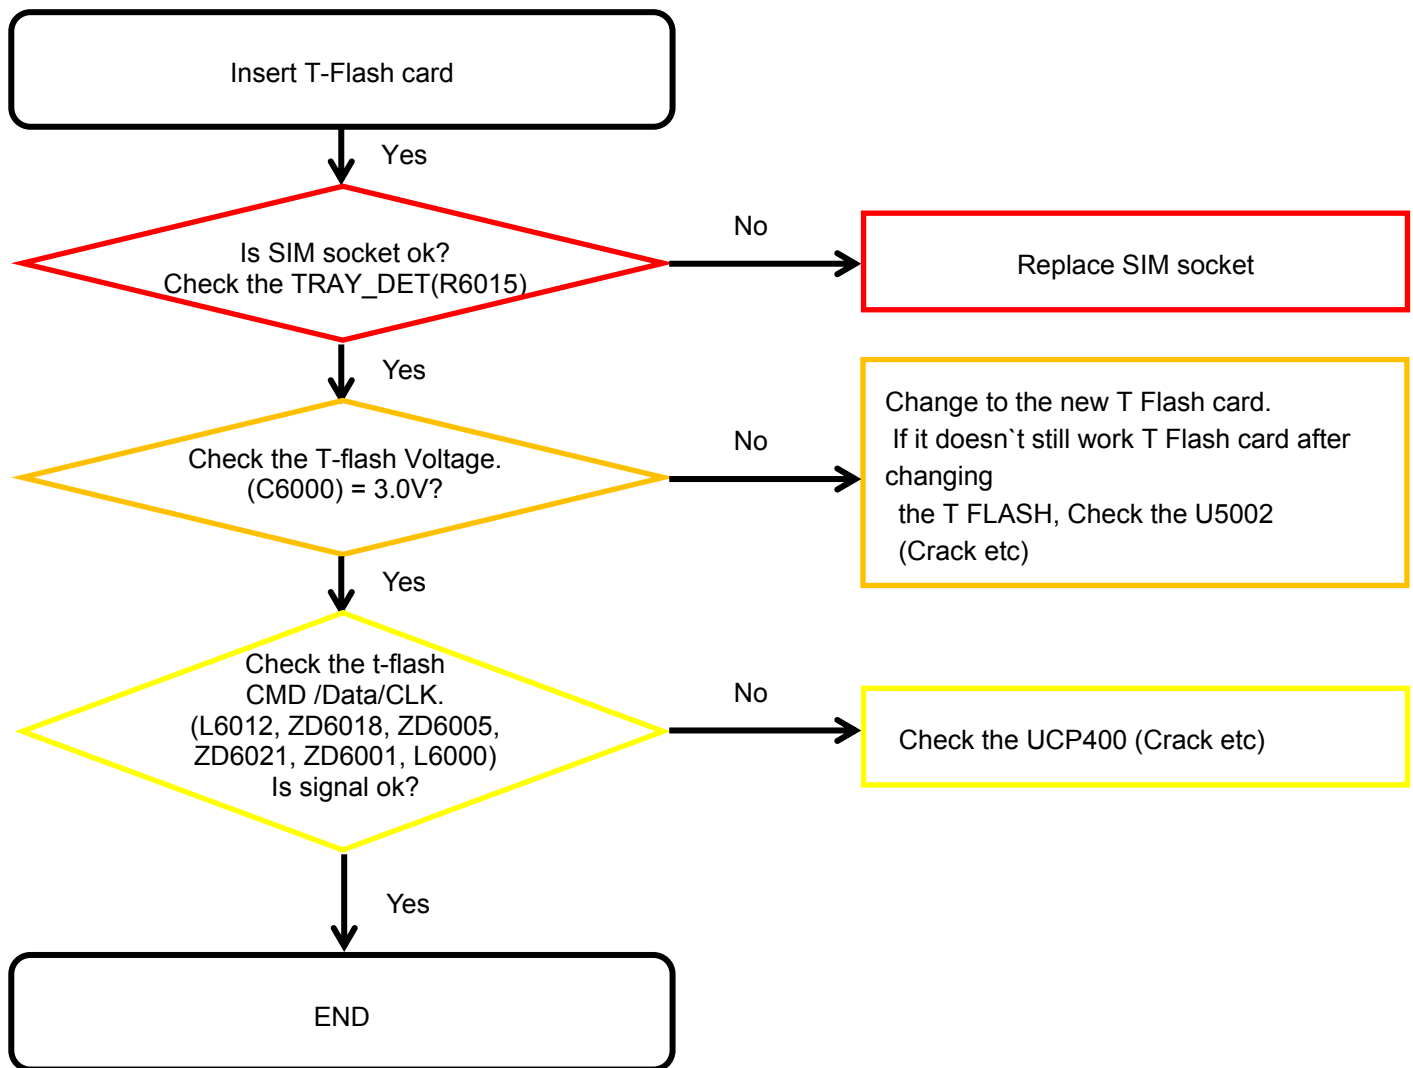 Insert T-Flash card
Yes
Is SIM socket ok?
Check the TRAY_DET(R6015)
No
Replace SIM socket
Yes
Check the T-flash Voltage.
(C6000) = 3.0V?
No
Change to the new T Flash card.
If it doesn`t still work T Flash card after
changing
the T FLASH, Check the U5002
(Crack etc)
Yes
Check the t-flash
CMD /Data/CLK.
(L6012, ZD6018, ZD6005,
ZD6021, ZD6001, L6000)
Is signal ok?
No
Check the UCP400 (Crack etc)
Yes
END